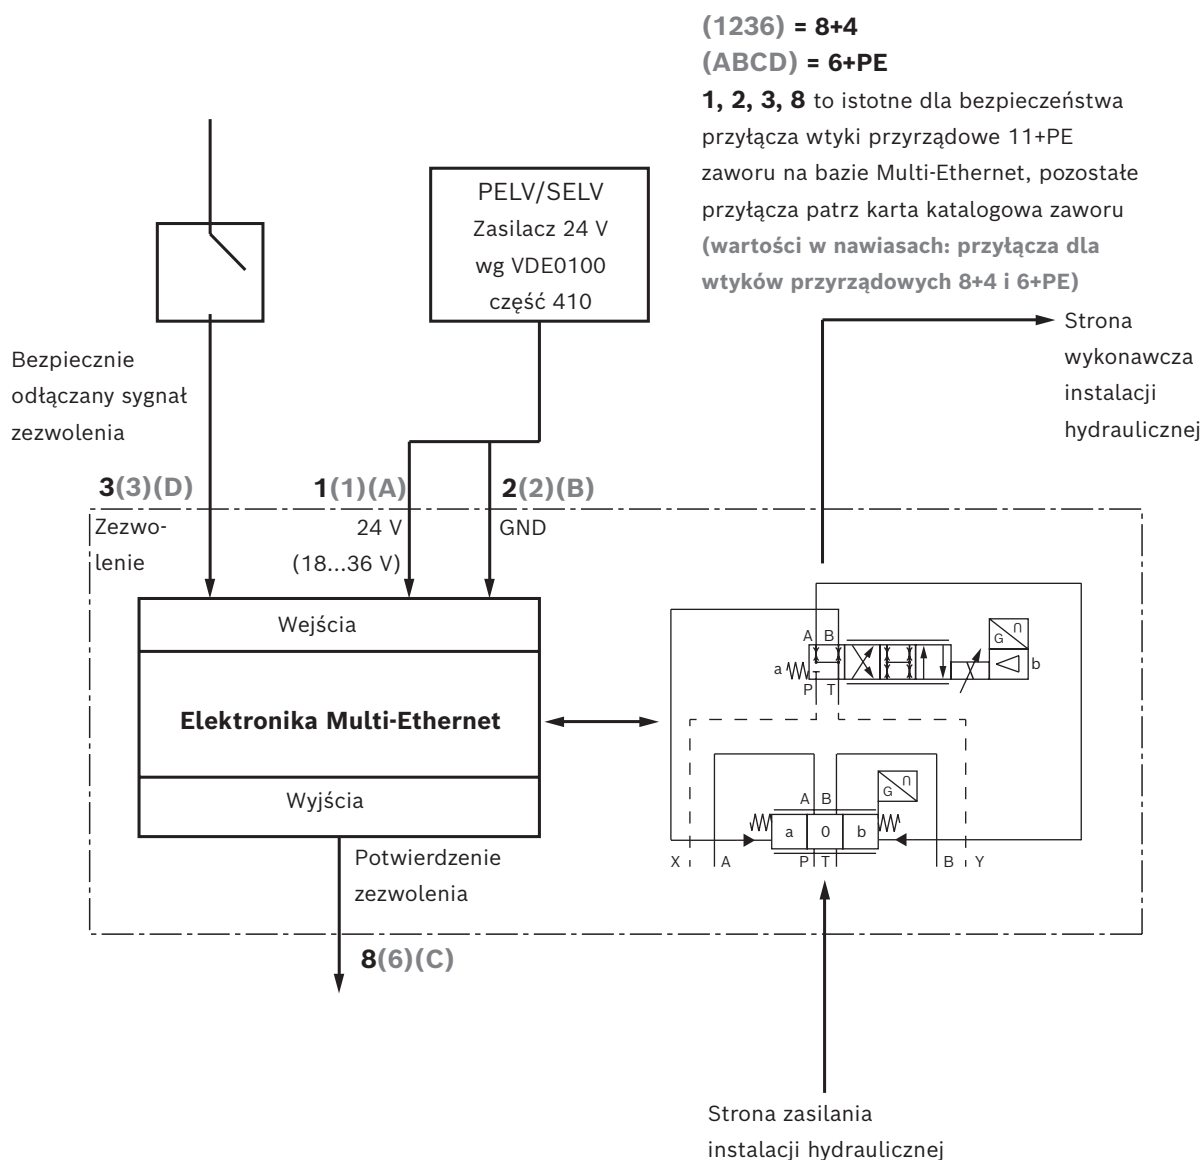 (1236) = 8+4
(ABCD) = 6+PE
1, 2, 3, 8 to istotne dla bezpieczeństwa
przyłącza wtyki przyrządowe 11+PE
zaworu na bazie Multi-Ethernet, pozostałe
przyłącza patrz karta katalogowa zaworu
(wartości w nawiasach: przyłącza dla
wtyków przyrządowych 8+4 i 6+PE)
PELV/SELV
Zasilacz 24 V
wg VDE0100
część 410
Bezpiecznie
odłączany sygnał
zezwolenia
Strona
wykonawcza
instalacji
hydraulicznej
3(3)(D)
1(1)(A)
2(2)(B)
Zezwo-
lenie
24 V
(18...36 V)
GND
Wejścia
Elektronika Multi-Ethernet
Wyjścia
A B
a
P T
G U
b
A B
G U
a 0 b
X A P T B Y
Potwierdzenie
zezwolenia
8(6)(C)
Strona zasilania
instalacji hydraulicznej